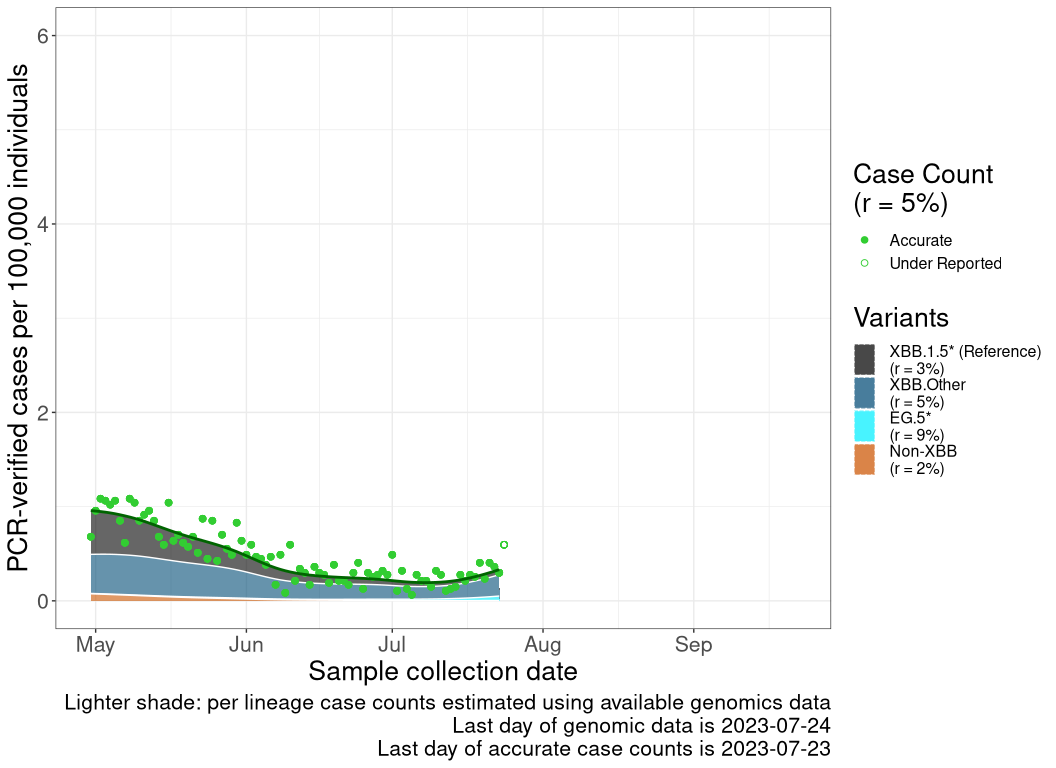 PCR-verified cases per 100,000 individuals
6
4
2
0
May Jun Jul Aug Sep
Sample collection date
Lighter shade: per lineage case counts estimated using available genomics data
Last day of genomic data is 2023-07-24
Last day of accurate case counts is 2023-07-23
Case Count
(r = 5%)
Accurate
Under Reported
Variants
XBB.1.5* (Reference)
(r = 3%)
XBB.Other
(r = 5%)
EG.5*
(r = 9%)
Non-XBB
(r = 2%)